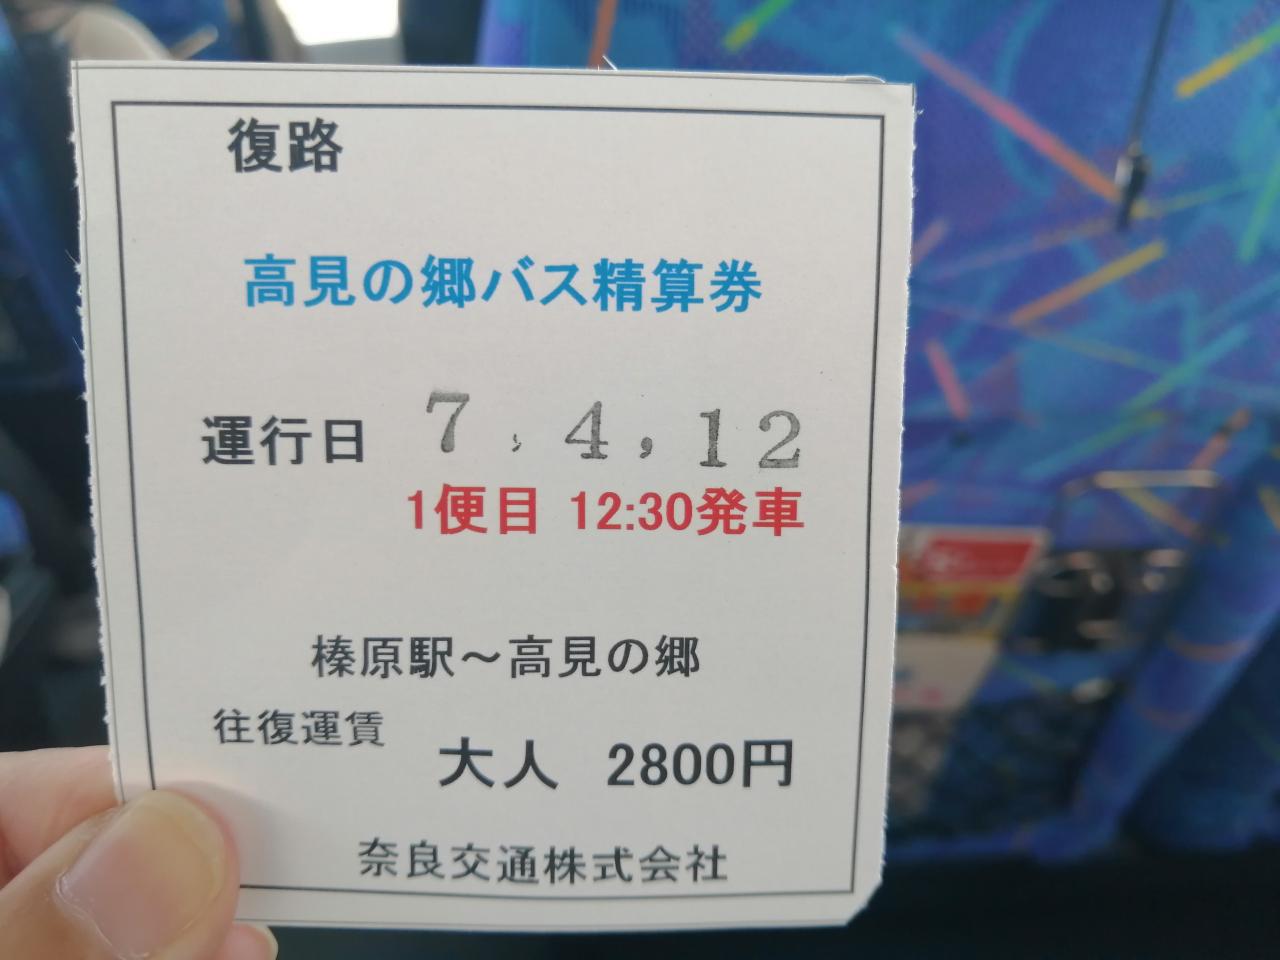 復路
高見の郷バス精算券
運行日 7,4,12
1便目 12:30発車
榛原駅～高見の郷
往復運賃 大人 2800円
奈良交通株式会社